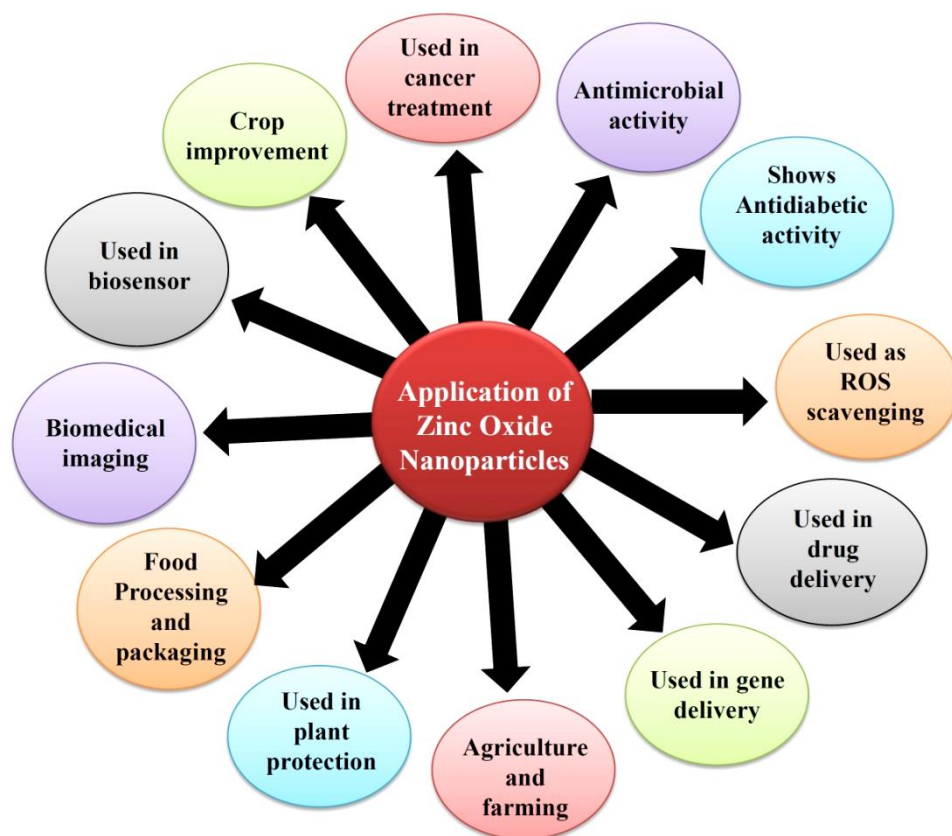 Used in
cancer
treatment
Antimicrobial
activity
Shows
Antidiabetic
activity
Used as
ROS
scavenging
Used in
drug
delivery
Used in gene
delivery
Agriculture
and
farming
Used in
plant
protection
Food
Processing
and
packaging
Biomedical
imaging
Used in
biosensor
Crop
improvement
Application of
Zinc Oxide
Nanoparticles